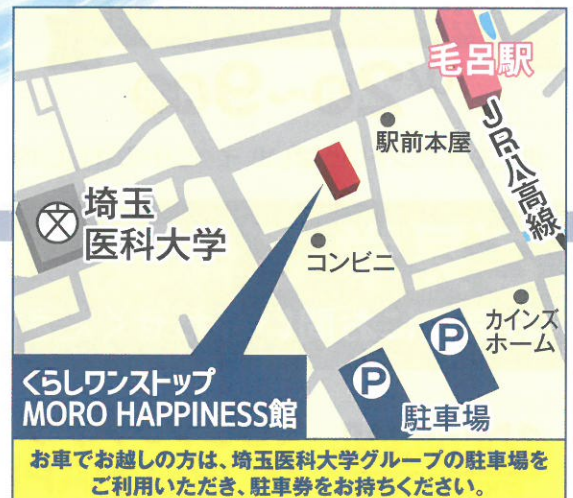 毛呂駅
駅前本屋
JR八高線
埼玉
医科大学
コンビニ
カインズ
ホーム
P
P
駐車場
くらしワンストップ
MORO HAPPINESS館
お車でお越しの方は、埼玉医科大学グループの駐車場を
ご利用いただき、駐車券をお持ちください。